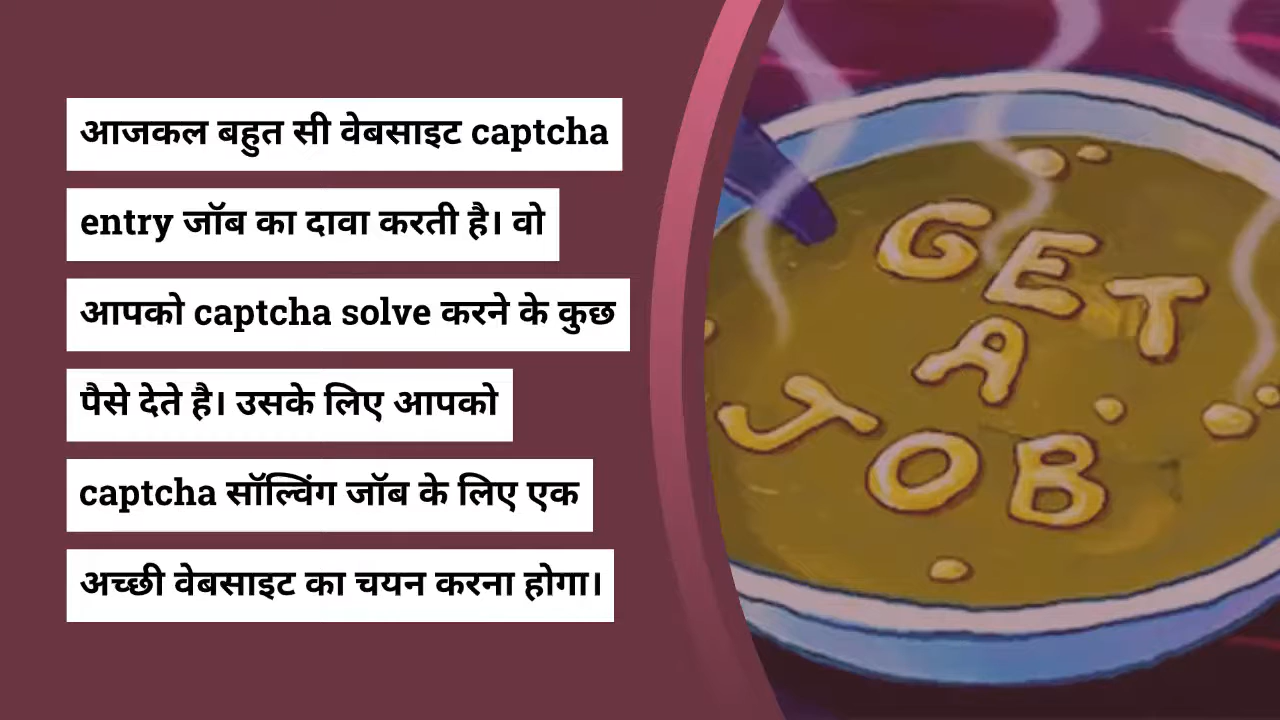 आजकल बहुत सी वेबसाइट captcha
entry जॉब का दावा करती है। वो
आपको captcha solve करने के कुछ
पैसे देते है। उसके लिए आपको
captcha सॉल्विंग जॉब के लिए एक
अच्छी वेबसाइट का चयन करना होगा।
GET
A
JOB